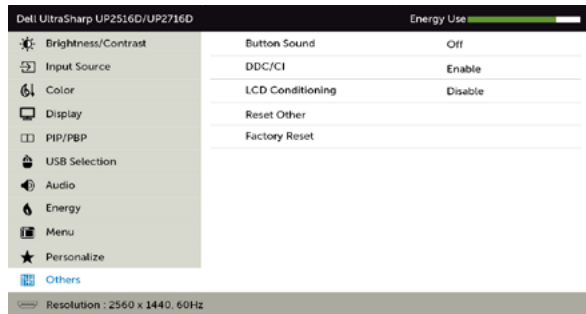 Dell UltraSharp UP2516D/UP2716D Energy Use
Brightness/Contrast Button Sound Off
Input Source DDC/CI Enable
Color LCD Conditioning Disable
Display Reset Other
PIP/PBP Factory Reset
USB Selection
Audio
Energy
Menu
Personalize
Others
Resolution : 2560 x 1440, 60Hz